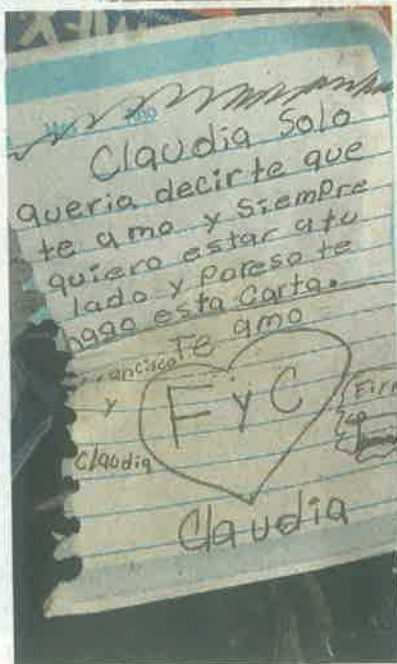 Claudia Solo
queria decirte que
te amo y Siempre
quiero estar a tu
lado y Poreso te
hago esta Carta.
Te amo
Francisco
y
Claudia
F y C
Claudia